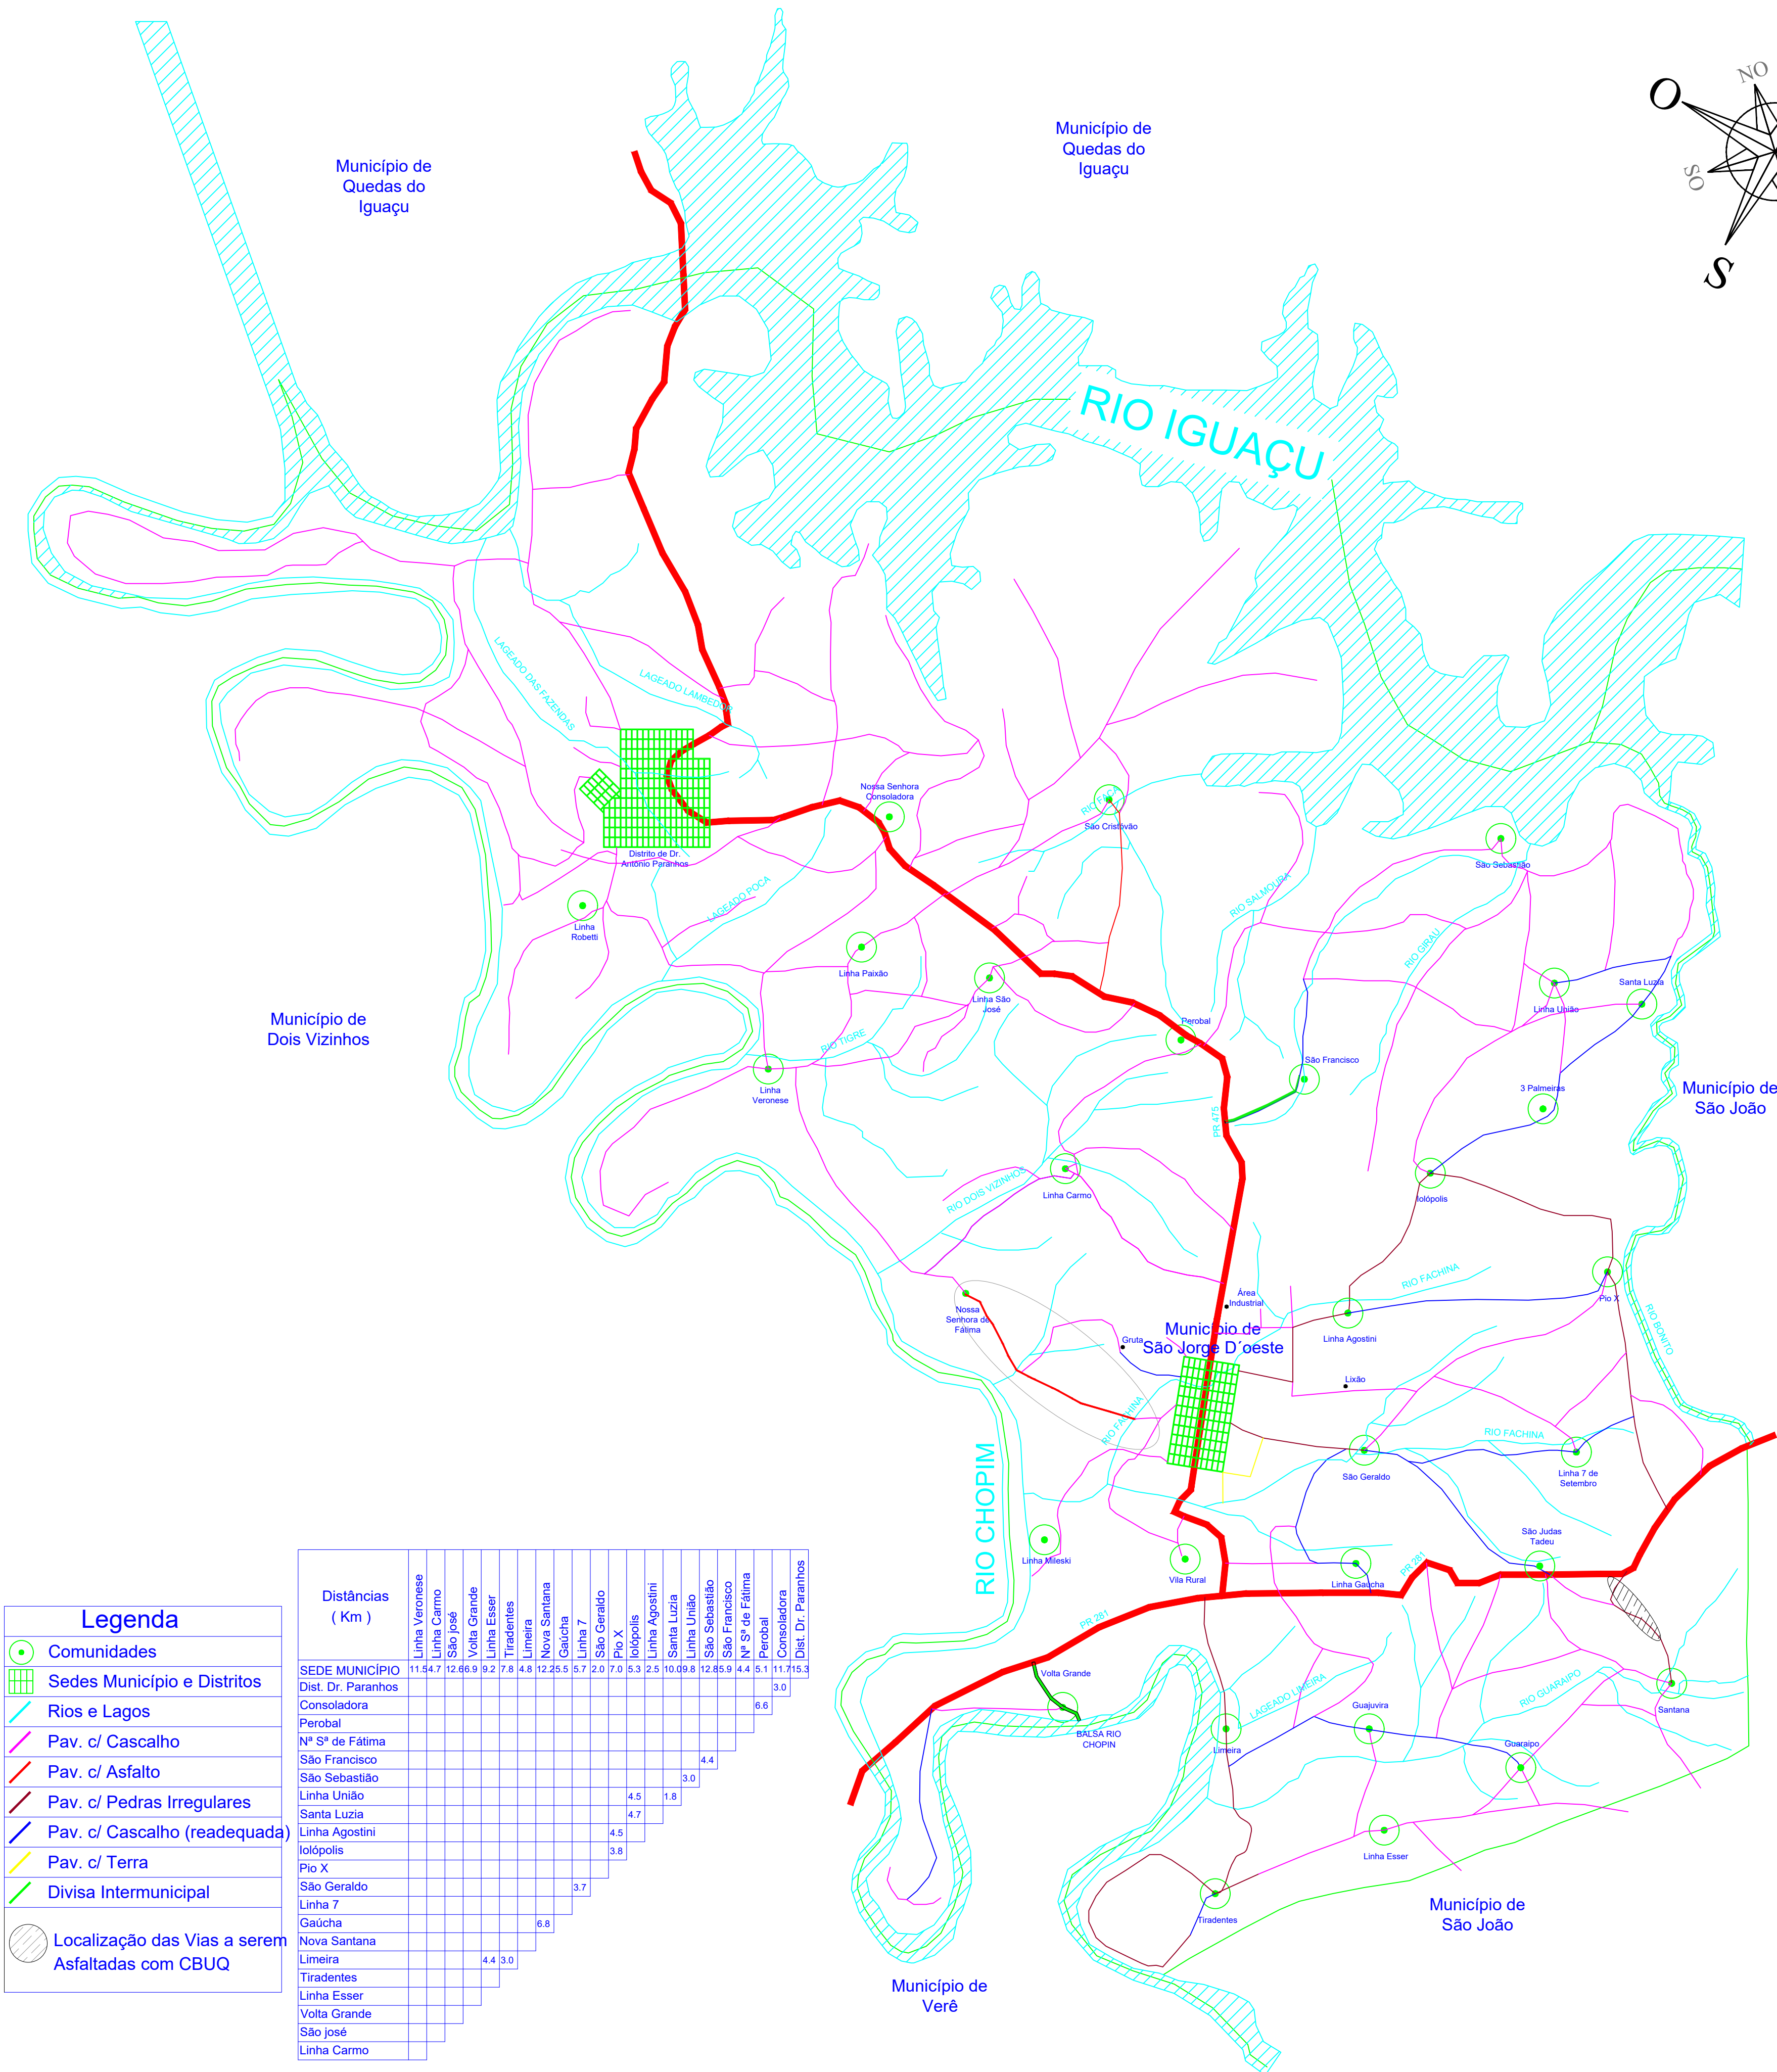 NO
O
SO
S
Município de
Quedas do
Iguaçu
Município de
Quedas do
Iguaçu
RIO IGUAÇU
LAGEADO DAS FAZENDAS
LAGEADO LAMBEDOR
Nossa Senhora
Consoladora
RIO FACA
São Cristóvão
São Sebastião
Distrito de Dr.
Antônio Paranhos
LAGEADO POCA
RIO SALMOURA
RIO GIRAU
Linha
Robetti
Linha Paixão
Linha São
José
Linha União
Santa Luzia
Município de
Dois Vizinhos
Perobal
RIO TIGRE
São Francisco
Linha
Veronese
3 Palmeiras
Município de
São João
PR 475
RIO DOIS VIZINHOS
Linha Carmo
Iolópolis
RIO FACHINA
Pio X
Nossa
Senhora de
Fátima
Área
Industrial
Município de
São Jorge D´oeste
Gruta
Linha Agostini
RIO BONITO
Lixão
RIO FACHINA
RIO FACHINA
São Geraldo
Linha 7 de
Setembro
RIO CHOPIM
São Judas
Tadeu
Linha Mileski
Vila Rural
Linha Gaúcha
PR 281
PR 281
Volta Grande
BALSA RIO
CHOPIN
LAGEADO LIMEIRA
Limeira
Guajuvira
RIO GUARAIPO
Santana
Guaraipo
Linha Esser
Tiradentes
Município de
São João
Município de
Verê
Legenda
Comunidades
Sedes Município e Distritos
Rios e Lagos
Pav. c/ Cascalho
Pav. c/ Asfalto
Pav. c/ Pedras Irregulares
Pav. c/ Cascalho (readequada)
Pav. c/ Terra
Divisa Intermunicipal
Localização das Vias a serem
Asfaltadas com CBUQ
Distâncias
( Km )
Linha Veronese
Linha Carmo
São josé
Volta Grande
Linha Esser
Tiradentes
Limeira
Nova Santana
Gaúcha
Linha 7
São Geraldo
Pio X
Iolópolis
Linha Agostini
Santa Luzia
Linha União
São Sebastião
São Francisco
Nª Sª de Fátima
Perobal
Consoladora
Dist. Dr. Paranhos
SEDE MUNICÍPIO 11.5 4.7 12.6 6.9 9.2 7.8 4.8 12.2 5.5 5.7 2.0 7.0 5.3 2.5 10.0 9.8 12.8 5.9 4.4 5.1 11.7 15.3
Dist. Dr. Paranhos 3.0
Consoladora 6.6
Perobal
Nª Sª de Fátima
São Francisco 4.4
São Sebastião 3.0
Linha União 4.5 1.8
Santa Luzia 4.7
Linha Agostini 4.5
Iolópolis 3.8
Pio X
São Geraldo 3.7
Linha 7
Gaúcha 6.8
Nova Santana
Limeira 4.4 3.0
Tiradentes
Linha Esser
Volta Grande
São josé
Linha Carmo